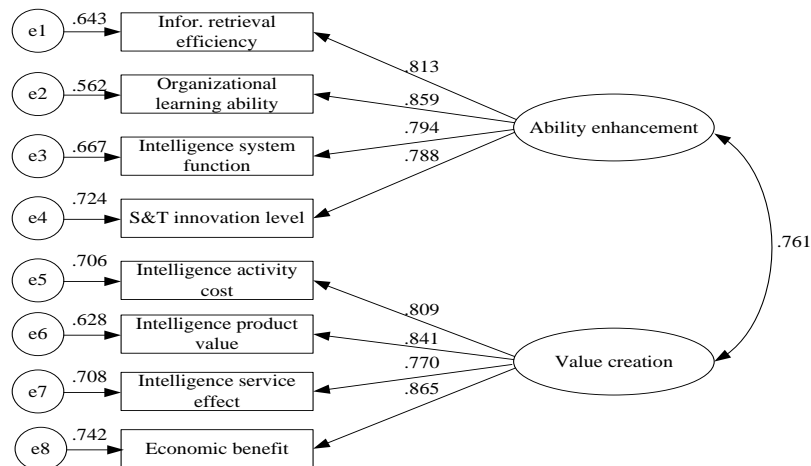 e1
.643
Infor. retrieval
efficiency
e2
.562
Organizational
learning ability
e3
.667
Intelligence system
function
e4
.724
S&T innovation level
e5
.706
Intelligence activity
cost
e6
.628
Intelligence product
value
e7
.708
Intelligence service
effect
e8
.742
Economic benefit
.813
.859
.794
.788
Ability enhancement
.761
.809
.841
.770
.865
Value creation